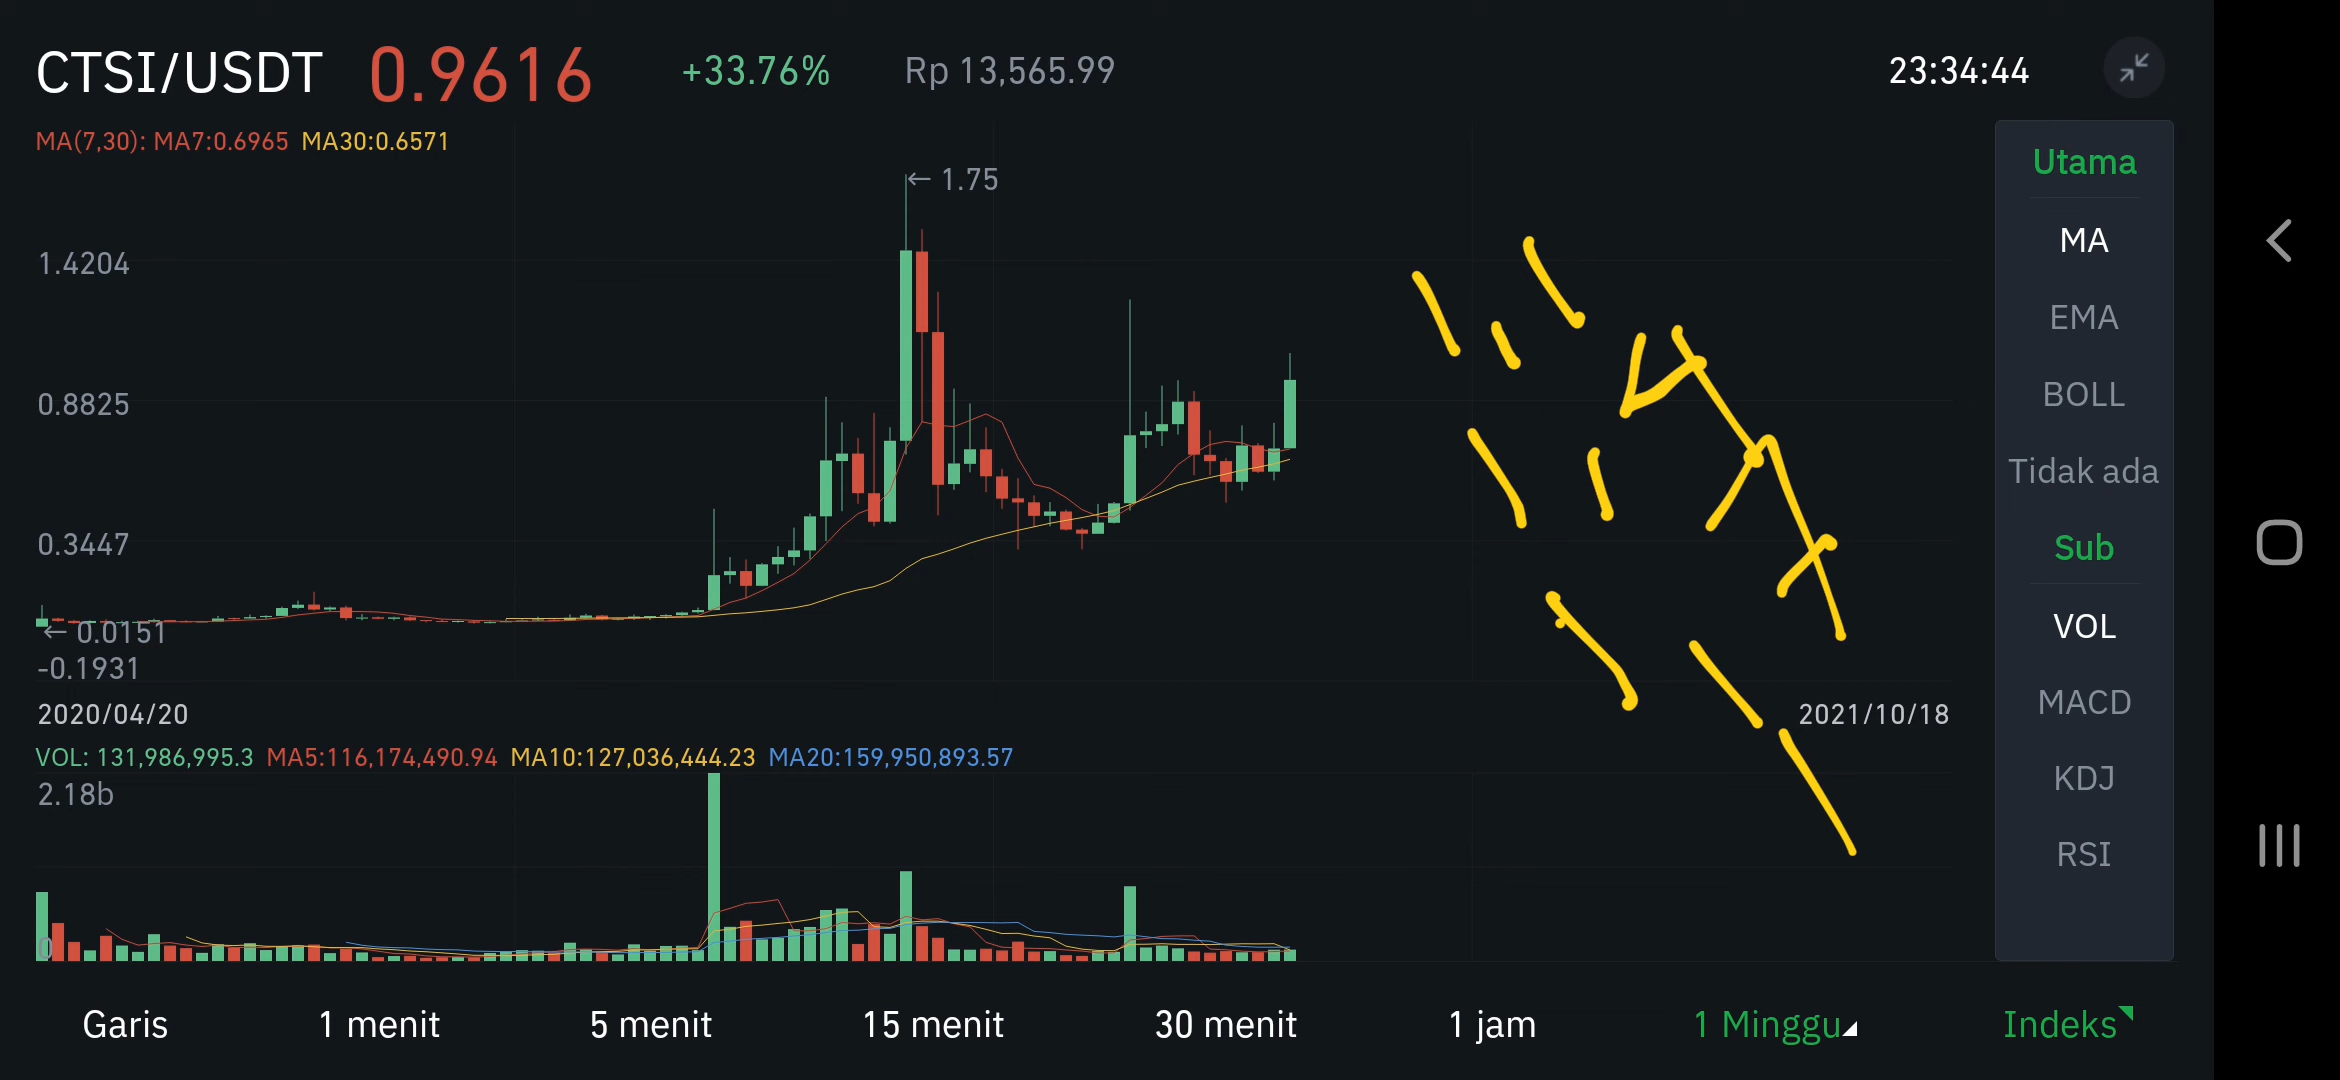 CTSI/USDT 0.9616 +33.76% Rp 13,565.99 23:34:44
MA(7,30): MA7:0.6965 MA30:0.6571
← 1.75
1.4204
0.8825
0.3447
← 0.0151
-0.1931
2020/04/20 2021/10/18
VOL: 131,986,995.3 MA5:116,174,490.94 MA10:127,036,444.23 MA20:159,950,893.57
2.18b
0
Utama
MA
EMA
BOLL
Tidak ada
Sub
VOL
MACD
KDJ
RSI
Garis 1 menit 5 menit 15 menit 30 menit 1 jam 1 Minggu Indeks